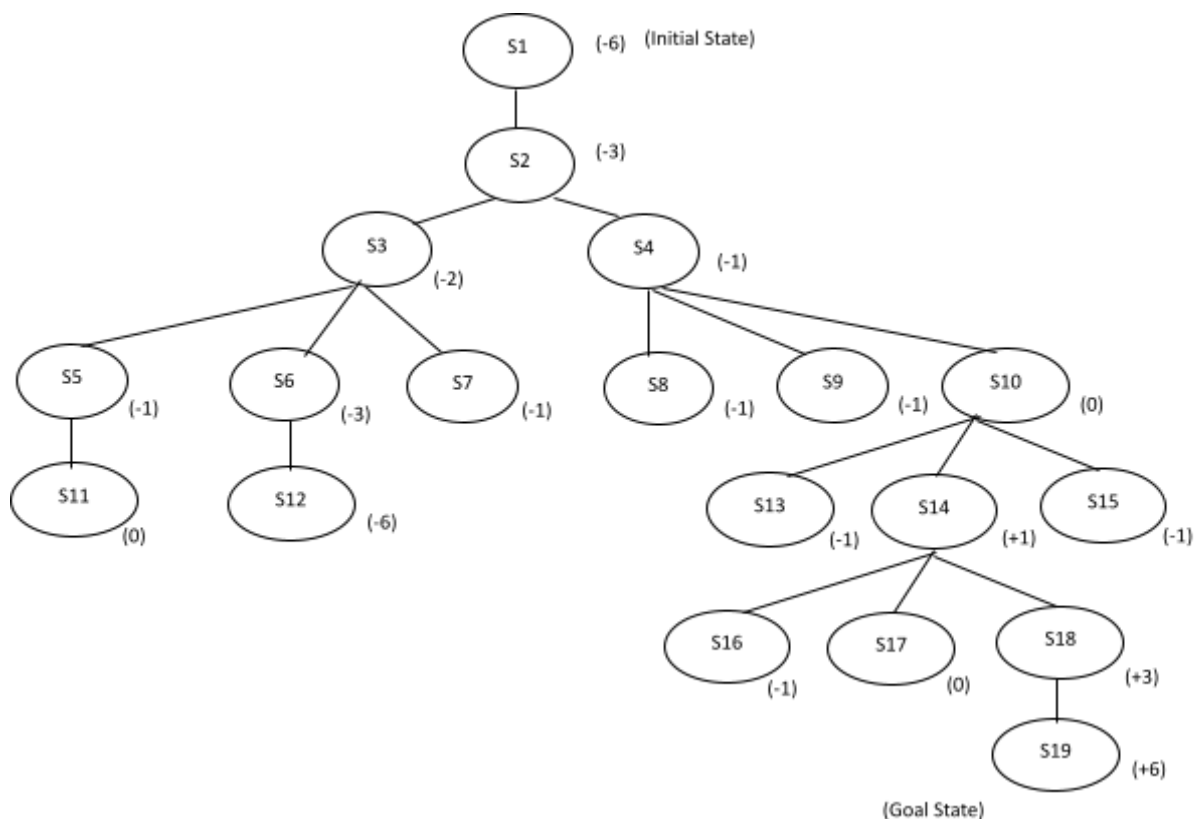 S1 (-6) (Initial State)
S2 (-3)
S3 (-2)
S4 (-1)
S5 (-1)
S6 (-3)
S7 (-1)
S8 (-1)
S9 (-1)
S10 (0)
S11 (0)
S12 (-6)
S13 (-1)
S14 (+1)
S15 (-1)
S16 (-1)
S17 (0)
S18 (+3)
S19 (+6)
(Goal State)